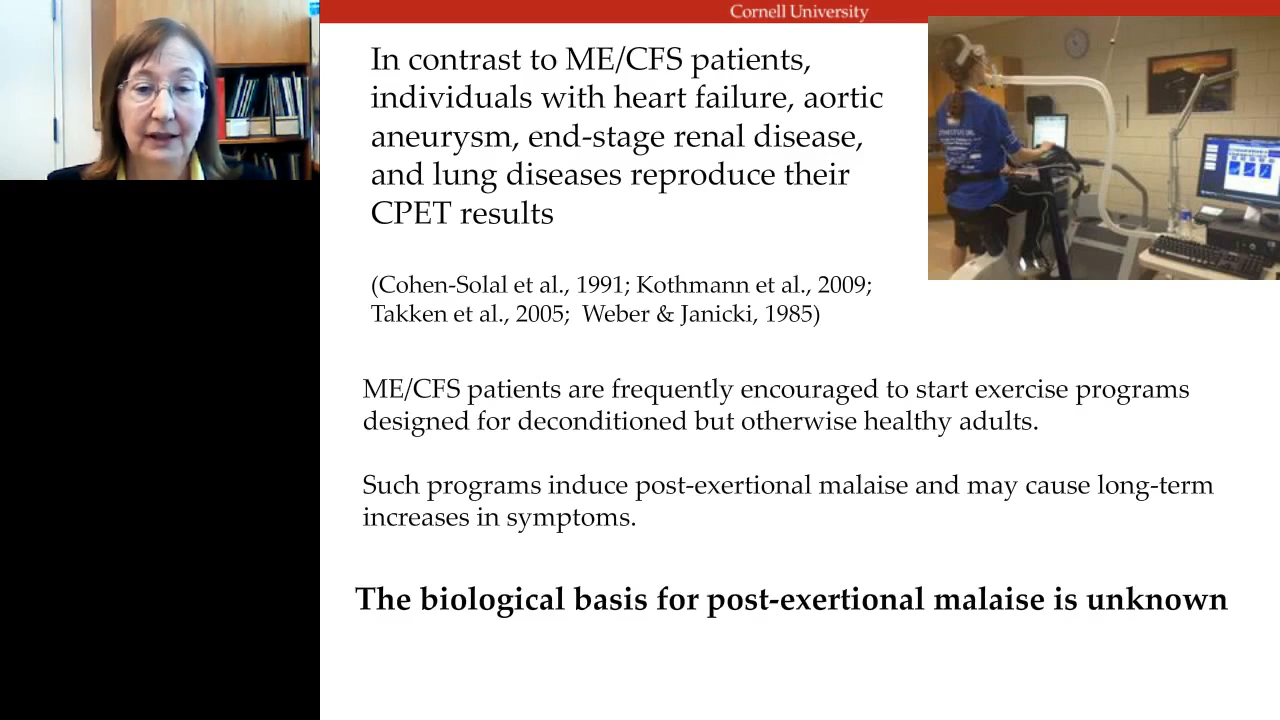 Cornell University
In contrast to ME/CFS patients,
individuals with heart failure, aortic
aneurysm, end-stage renal disease,
and lung diseases reproduce their
CPET results
(Cohen-Solal et al., 1991; Kothmann et al., 2009;
Takken et al., 2005; Weber & Janicki, 1985)
ME/CFS patients are frequently encouraged to start exercise programs
designed for deconditioned but otherwise healthy adults.
Such programs induce post-exertional malaise and may cause long-term
increases in symptoms.
The biological basis for post-exertional malaise is unknown